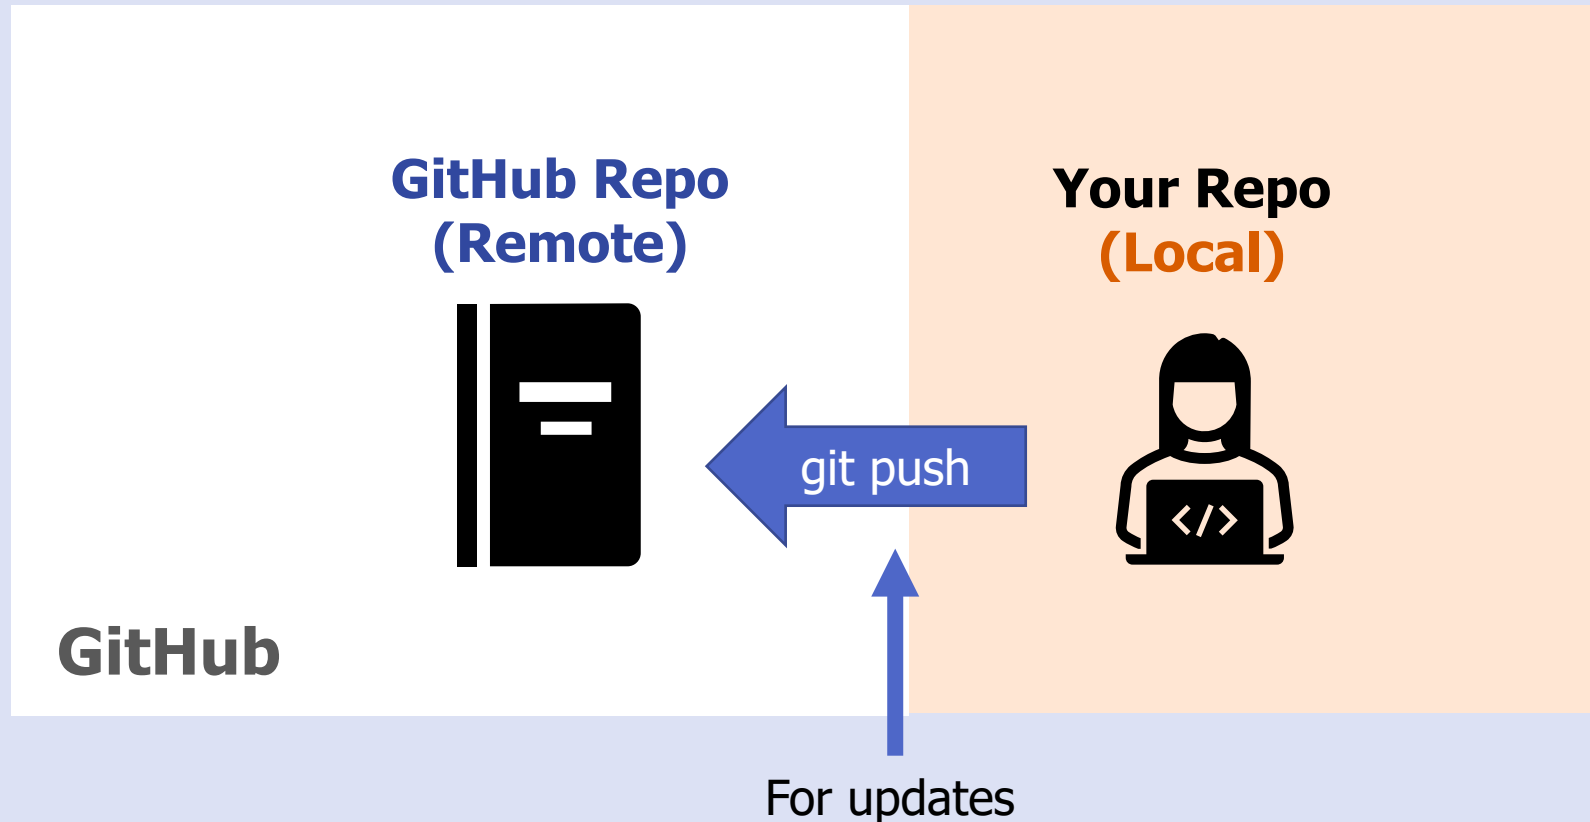 GitHub Repo
(Remote)
Your Repo
(Local)
git push
</>
GitHub
For updates